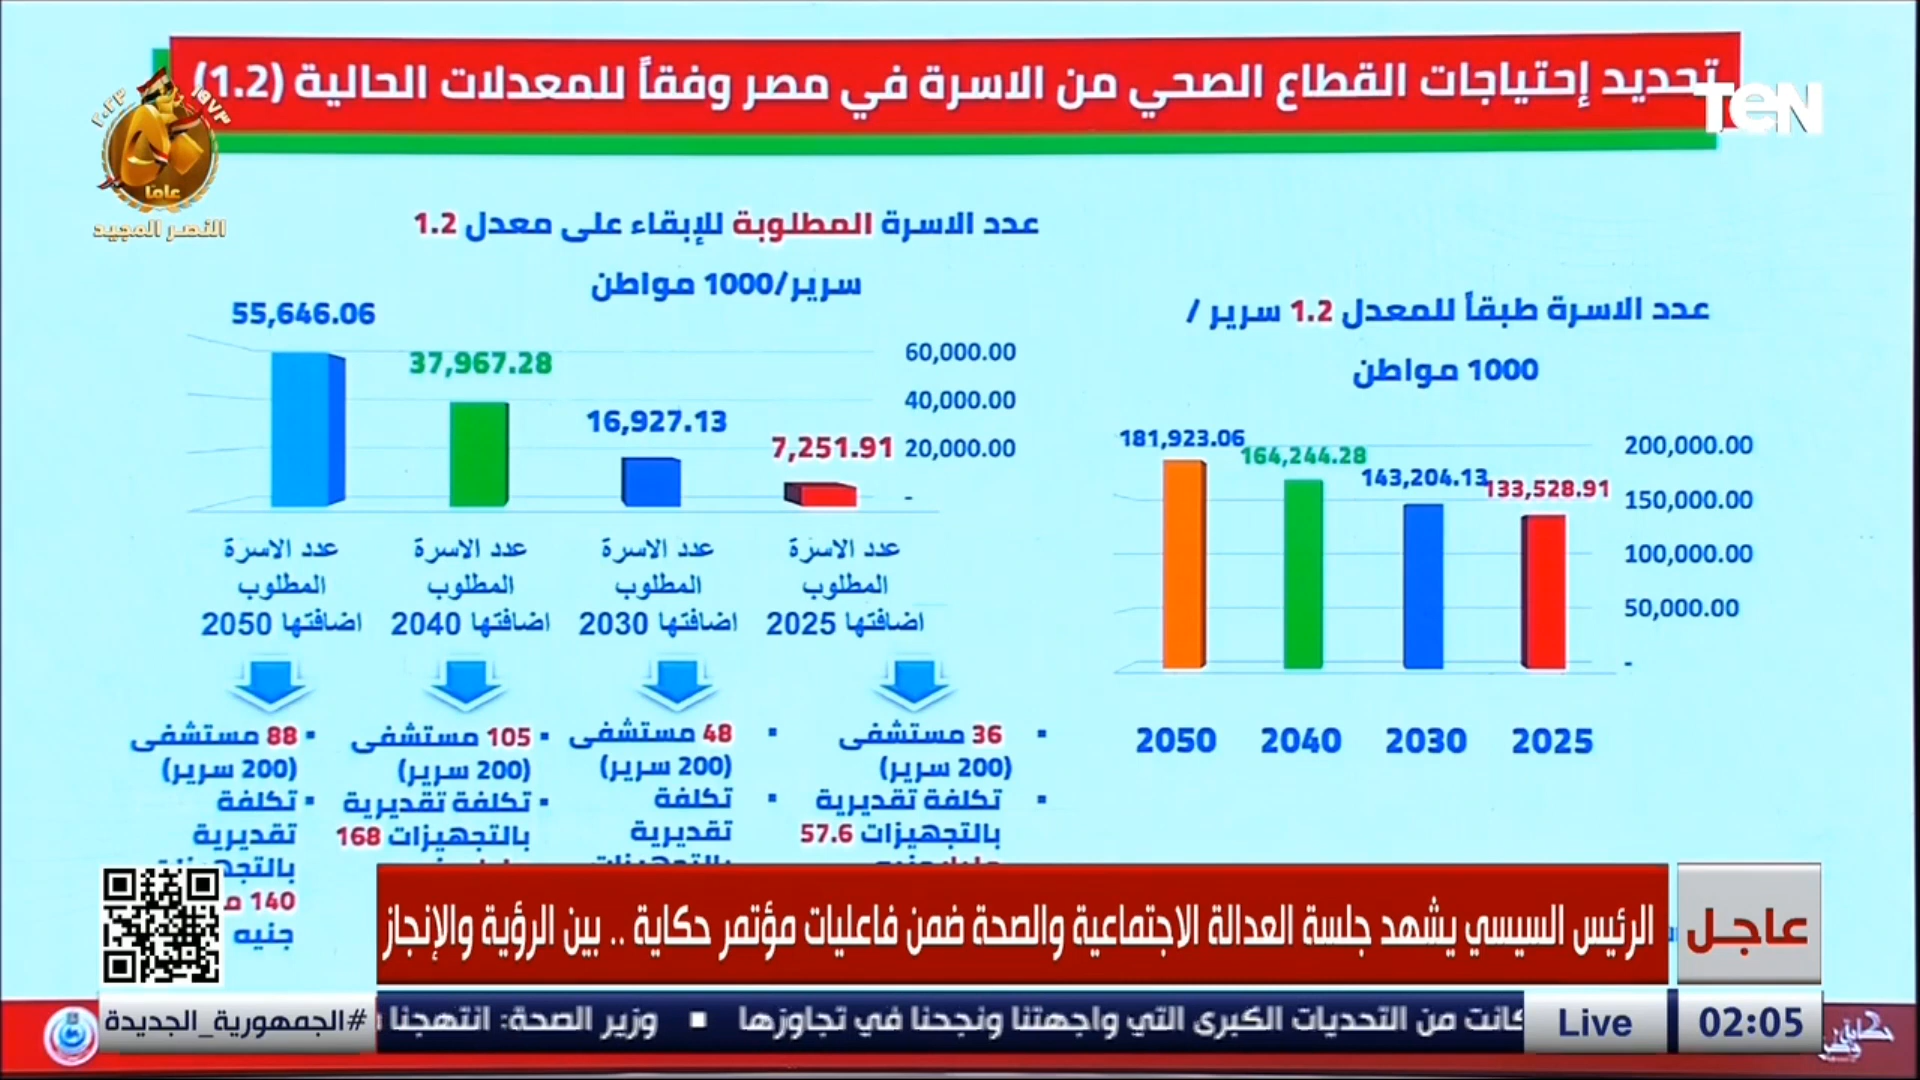 تحديد إحتياجات القطاع الصحي من الاسرة في مصر وفقاً للمعدلات الحالية (1.2)
TeN
٢٠٢٣ ١٩٧٣
عاماً
النصر المجيد
عدد الاسرة طبقاً للمعدل 1.2 سرير /
1000 مواطن
200,000.00
150,000.00
100,000.00
50,000.00
-
133,528.91
143,204.13
164,244.28
181,923.06
2025
2030
2040
2050
عدد الاسرة المطلوبة للإبقاء على معدل 1.2
سرير/1000 مواطن
60,000.00
40,000.00
20,000.00
-
7,251.91
16,927.13
37,967.28
55,646.06
عدد الاسرة
المطلوب
اضافتها 2025
عدد الاسرة
المطلوب
اضافتها 2030
عدد الاسرة
المطلوب
اضافتها 2040
عدد الاسرة
المطلوب
اضافتها 2050
▪ 36 مستشفى
(200 سرير)
▪ تكلفة تقديرية
بالتجهيزات 57.6
▪ 48 مستشفى
(200 سرير)
▪ تكلفة
تقديرية
▪ 105 مستشفى
(200 سرير)
▪ تكلفة تقديرية
بالتجهيزات 168
▪ 88 مستشفى
(200 سرير)
▪ تكلفة
تقديرية
140
جنيه
عاجل
الرئيس السيسي يشهد جلسة العدالة الاجتماعية والصحة ضمن فاعليات مؤتمر حكاية .. بين الرؤية والإنجاز
02:05
Live
كانت من التحديات الكبرى التي واجهتنا ونجحنا في تجاوزها ■ وزير الصحة: انتهجنا
#الجمهورية_الجديدة